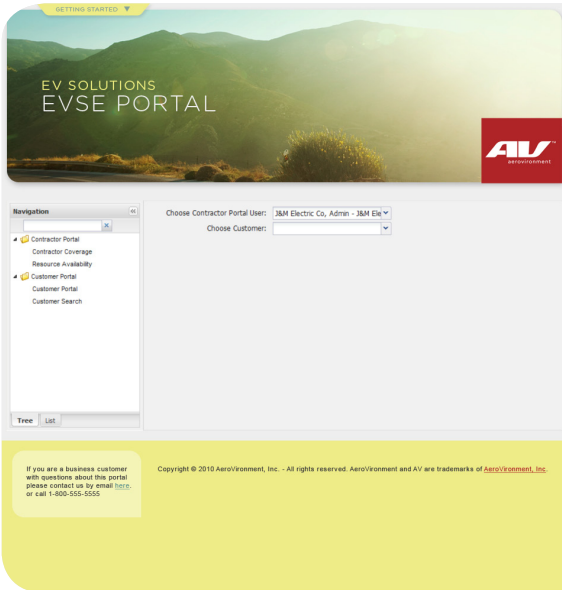 GETTING STARTED ▼
EV SOLUTIONS
EVSE PORTAL
AV™
aerovironment
Navigation
Choose Contractor Portal User: J&M Electric Co, Admin - J&M Ele
Choose Customer:
Contractor Portal
Contractor Coverage
Resource Availability
Customer Portal
Customer Portal
Customer Search
Tree List
If you are a business customer
with questions about this portal
please contact us by email here.
or call 1-800-555-5555
Copyright © 2010 AeroVironment, Inc. - All rights reserved. AeroVironment and AV are trademarks of AeroVironment, Inc.